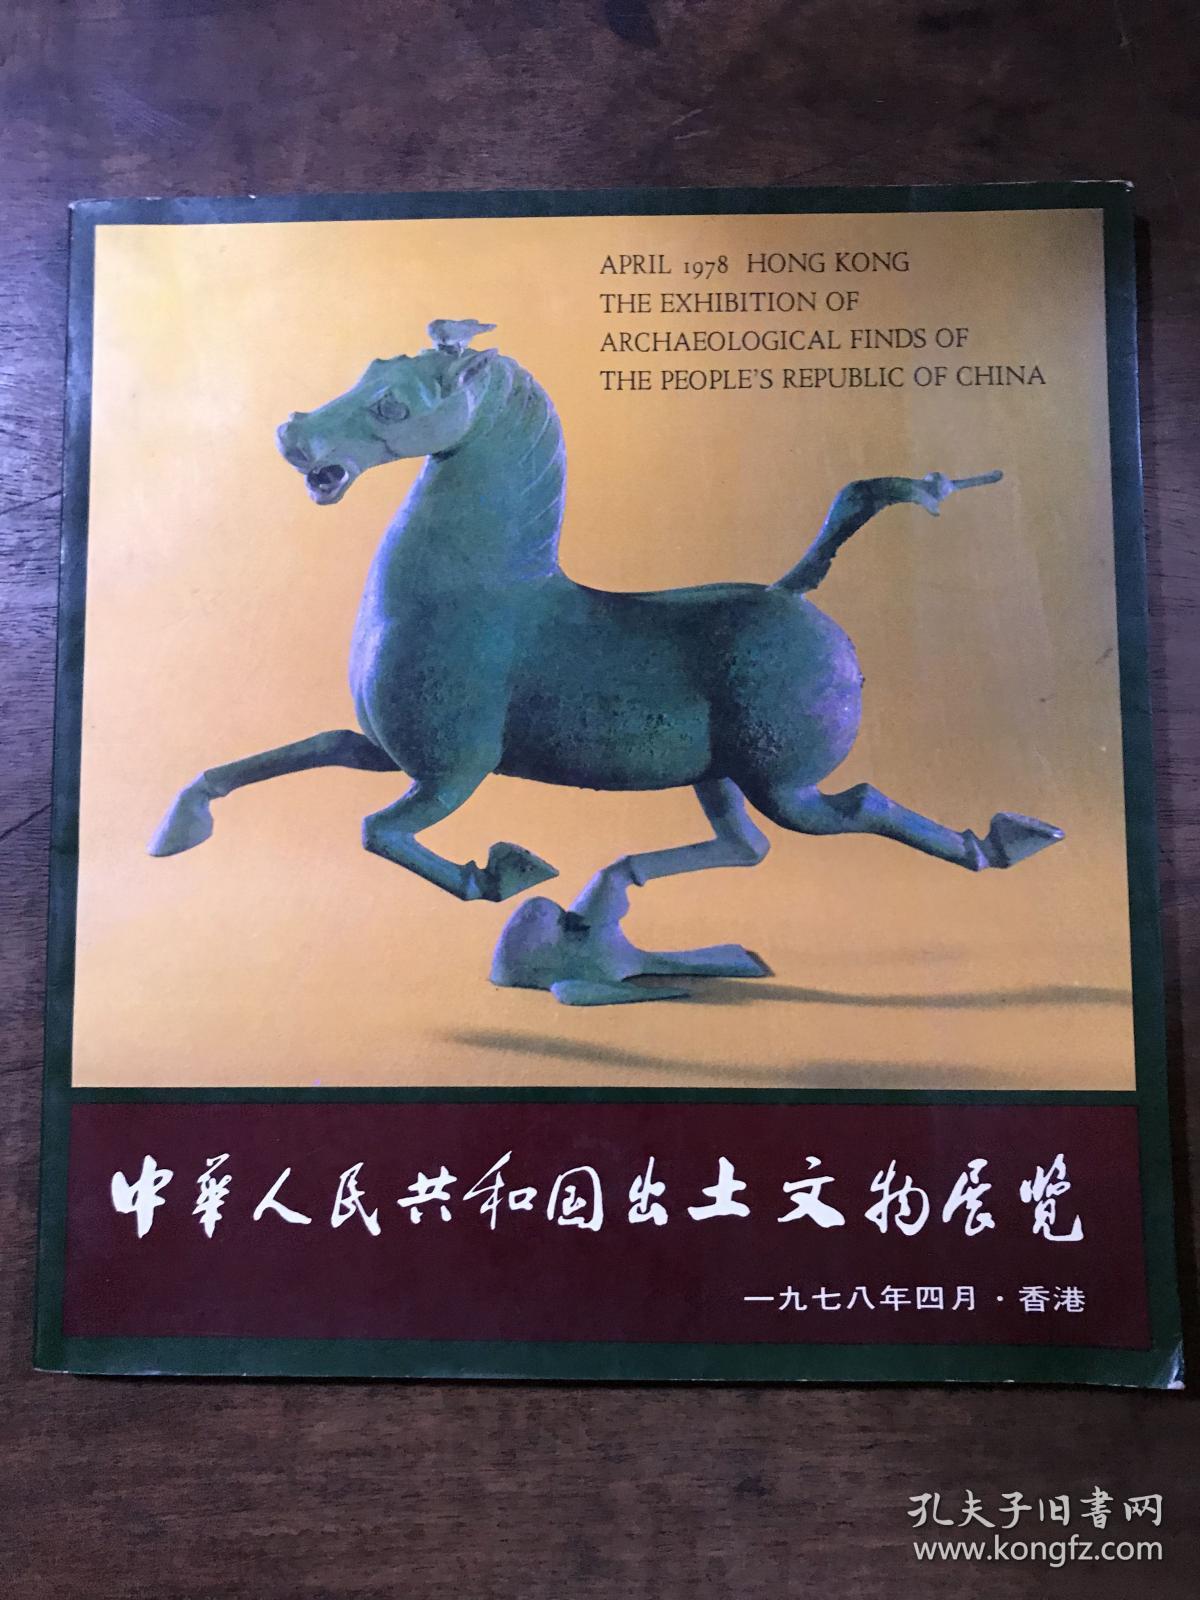 APRIL 1978 HONG KONG
THE EXHIBITION OF
ARCHAEOLOGICAL FINDS OF
THE PEOPLE'S REPUBLIC OF CHINA
中華人民共和国出土文物展览
一九七八年四月·香港
孔夫子旧書网
www.kongfz.com